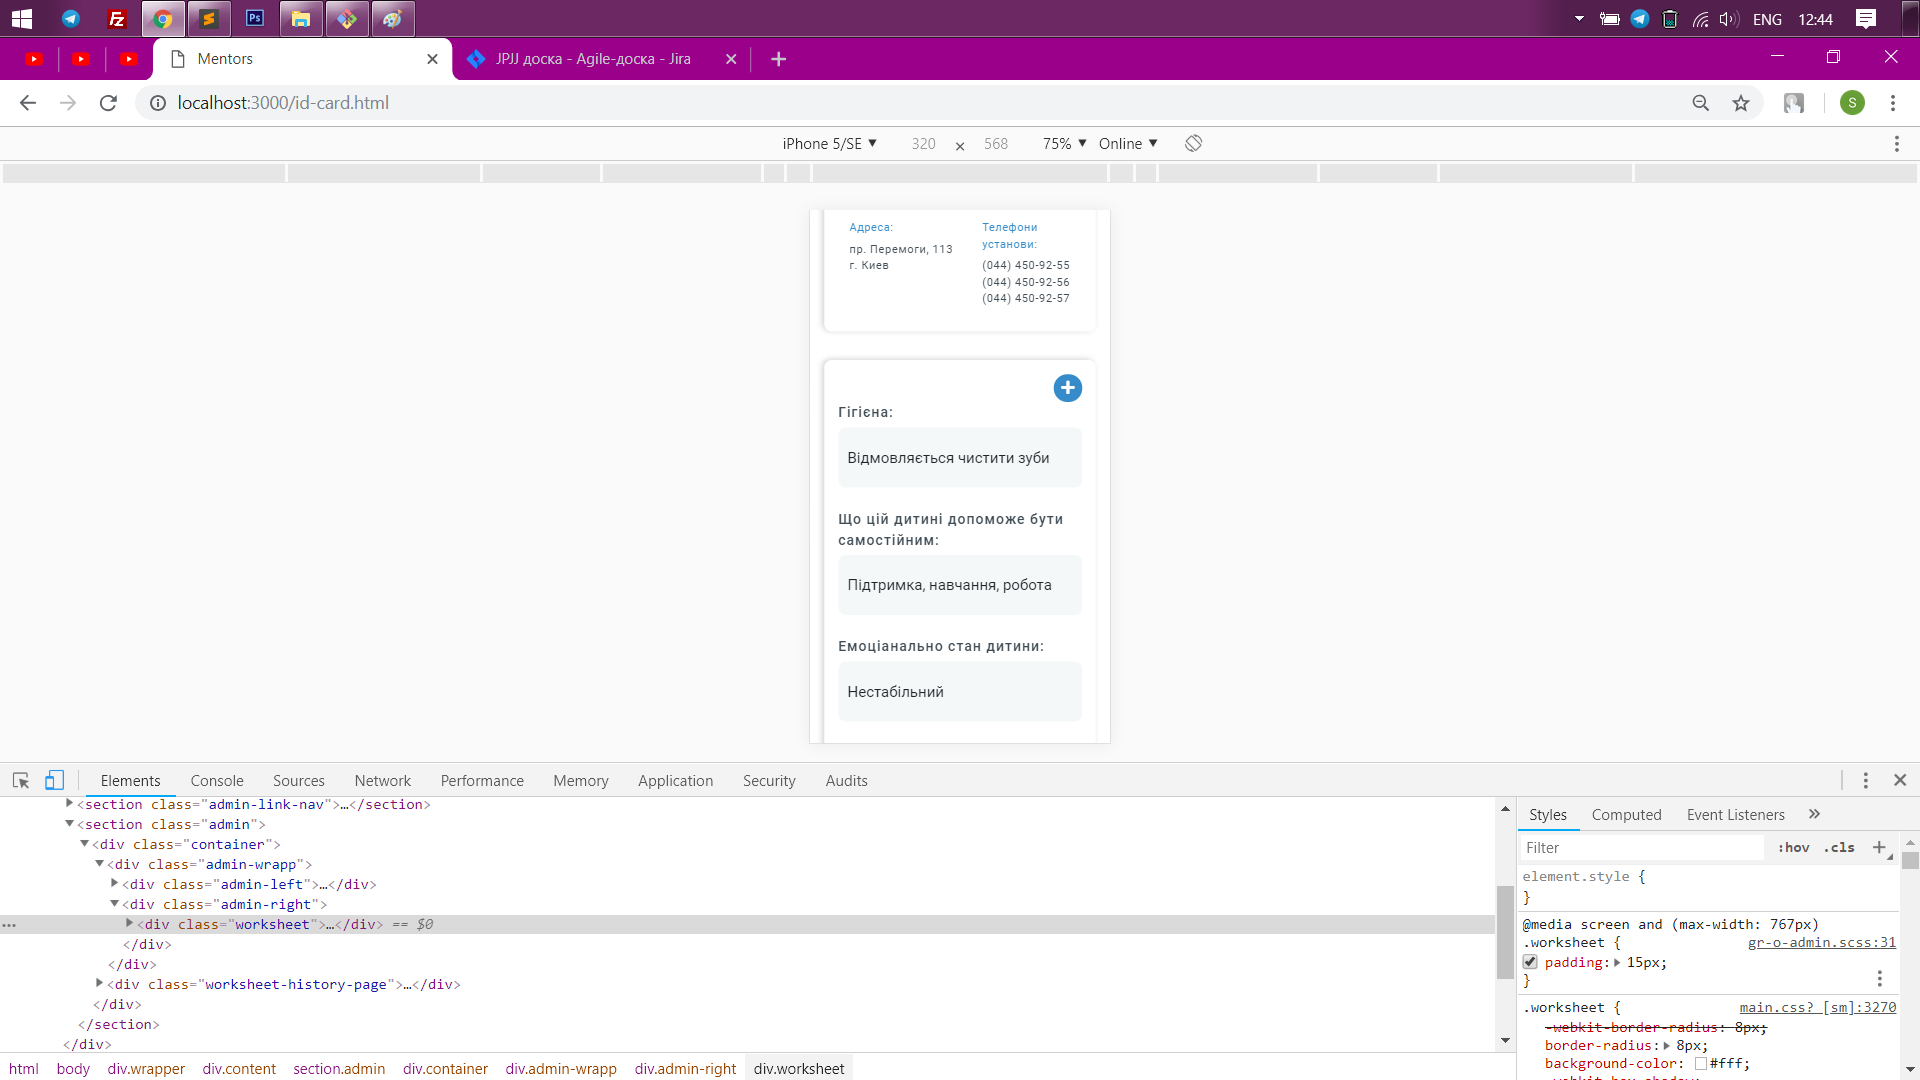 ENG 12:44
Mentors
JPJJ доска - Agile-доска - Jira
localhost:3000/id-card.html
S
iPhone 5/SE ▼ 320 × 568 75% ▼ Online ▼
Адреса:
пр. Перемоги, 113
г. Киев
Телефони
установи:
(044) 450-92-55
(044) 450-92-56
(044) 450-92-57
Гігієна:
Відмовляється чистити зуби
Що цій дитині допоможе бути
самостійним:
Підтримка, навчання, робота
Емоціанально стан дитини:
Нестабільний
Elements Console Sources Network Performance Memory Application Security Audits
<section class="admin-link-nav">…</section>
<section class="admin">
<div class="container">
<div class="admin-wrapp">
<div class="admin-left">…</div>
<div class="admin-right">
<div class="worksheet">…</div> == $0
</div>
</div>
<div class="worksheet-history-page">…</div>
</div>
</section>
</div>
html body div.wrapper div.content section.admin div.container div.admin-wrapp div.admin-right div.worksheet
Styles Computed Event Listeners »
Filter :hov .cls +
element.style {
}
@media screen and (max-width: 767px)
.worksheet { gr-o-admin.scss:31
padding: 15px;
}
.worksheet { main.css?_[sm]:3270
-webkit-border-radius: 8px;
border-radius: 8px;
background-color: #fff;